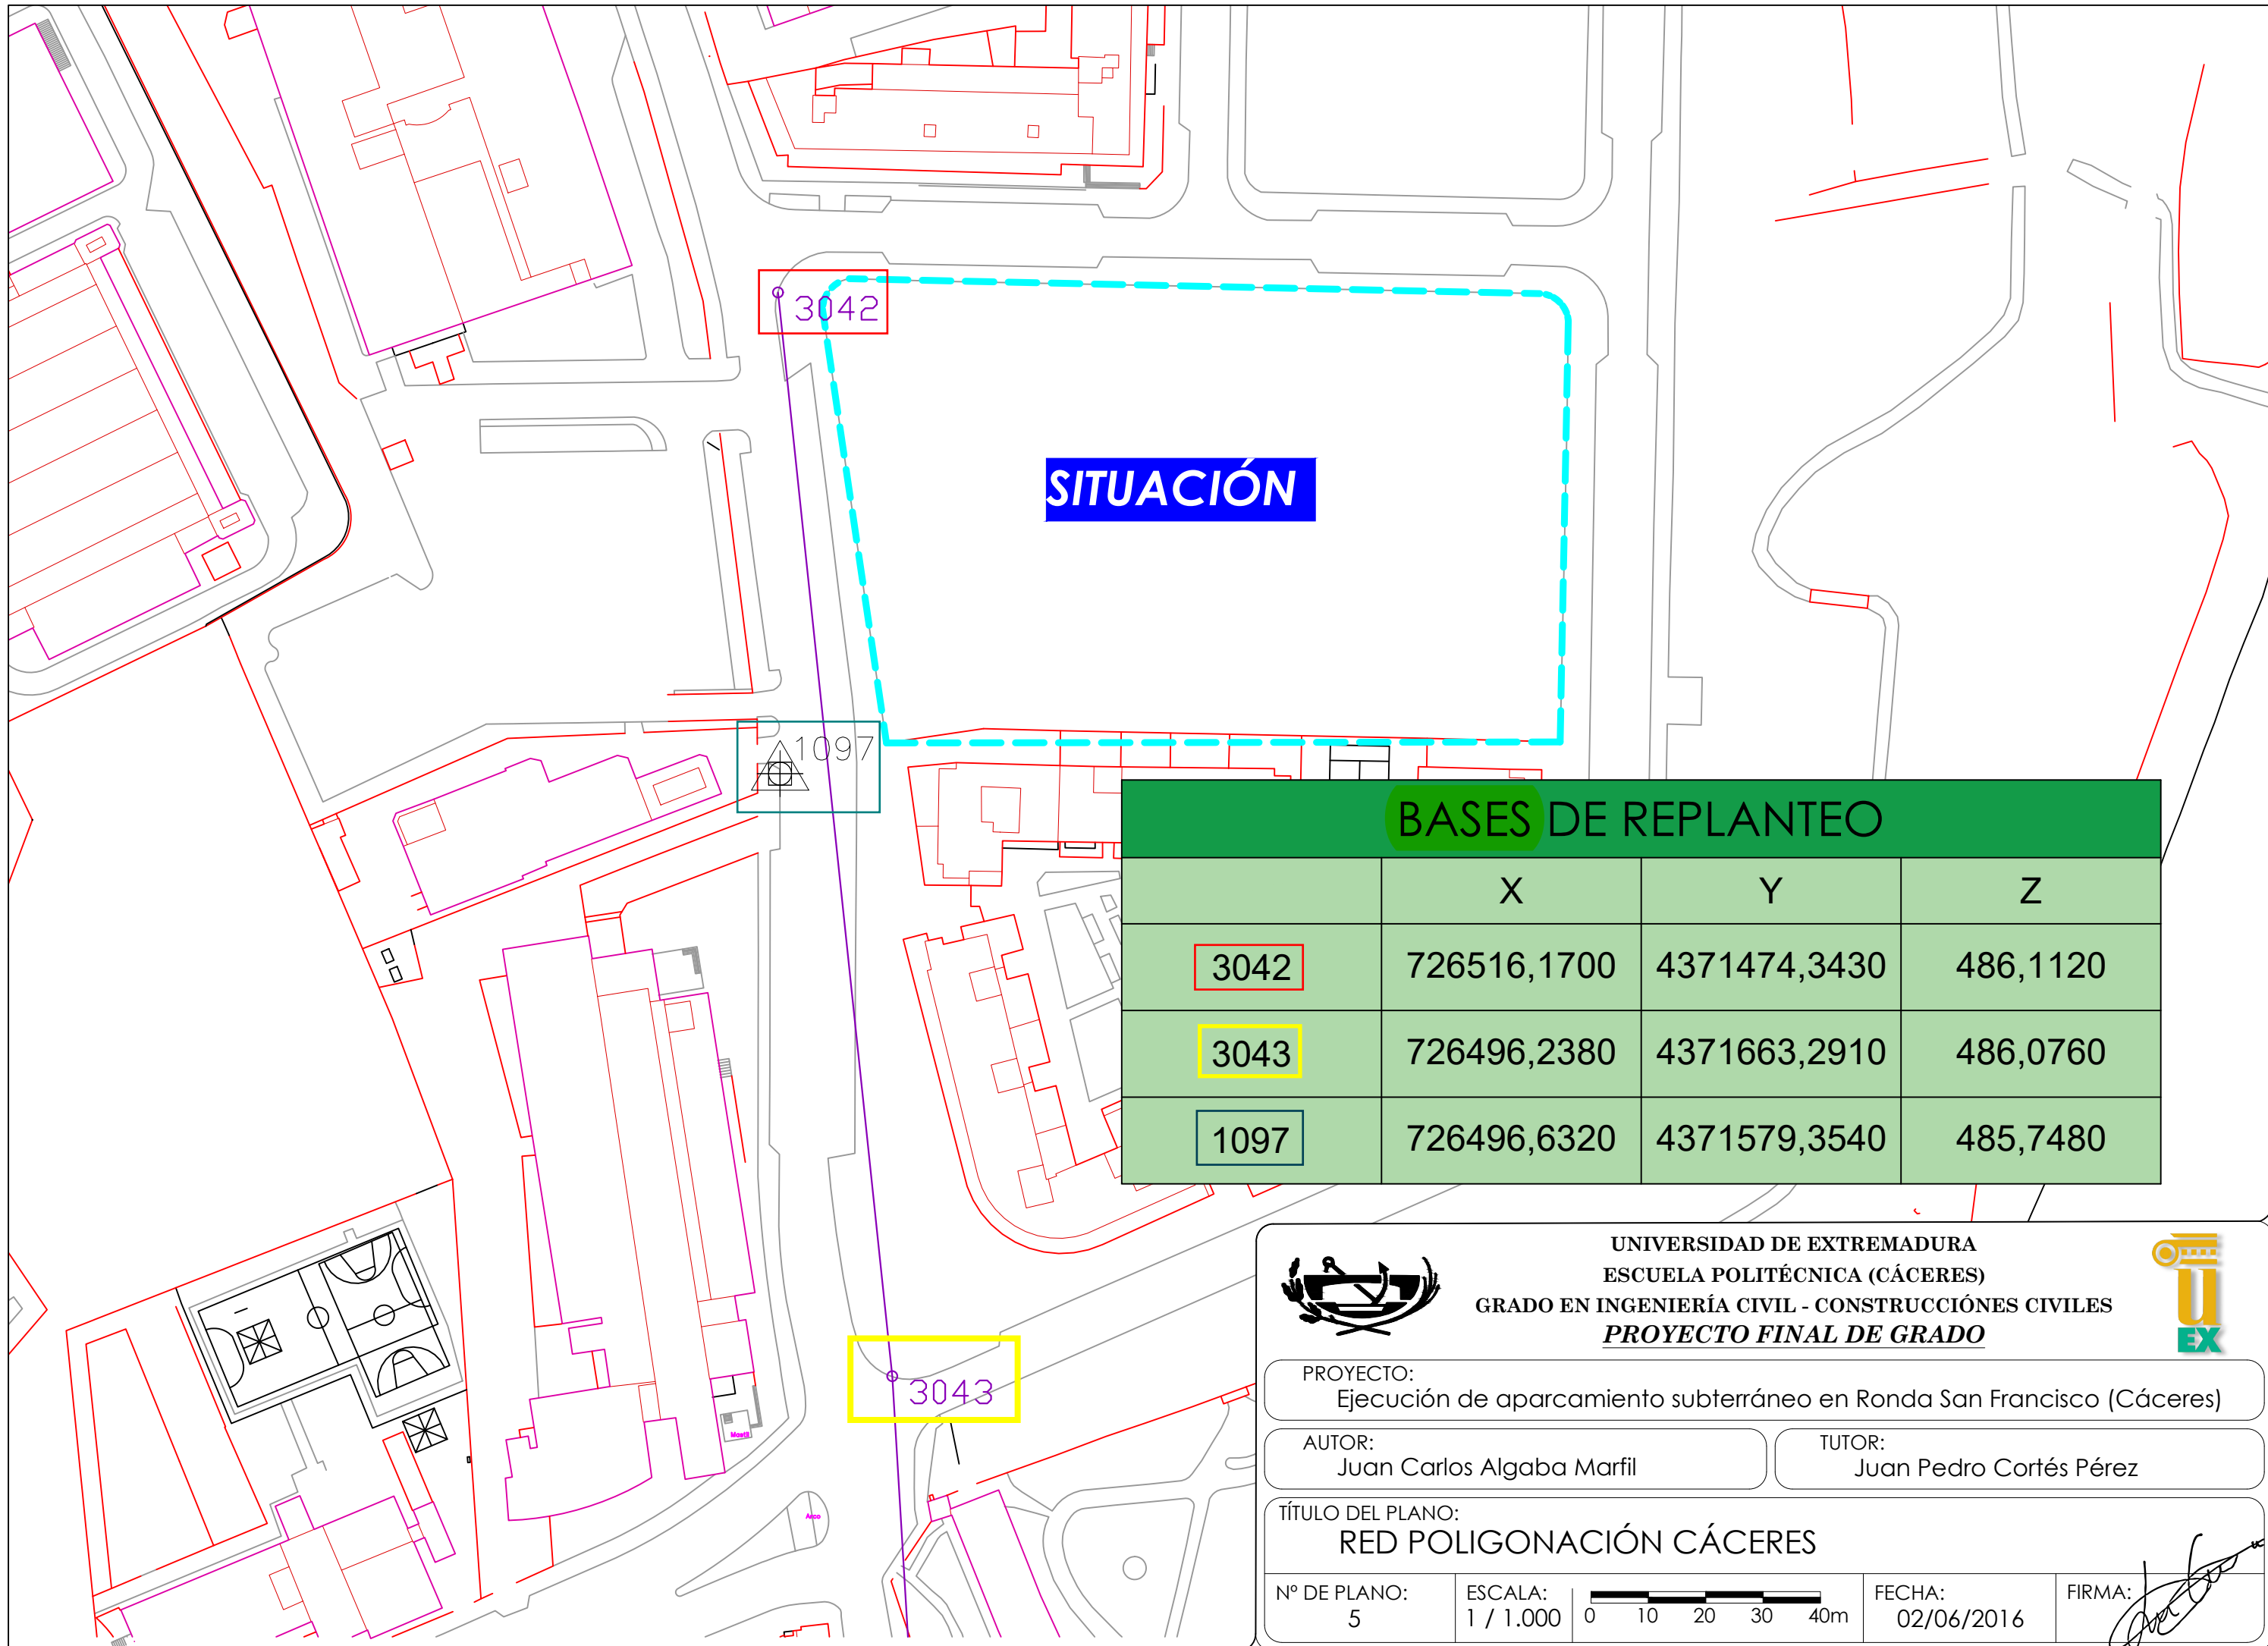 3042
SITUACIÓN
1097
BASES DE REPLANTEO
X Y Z
3042 726516,1700 4371474,3430 486,1120
3043 726496,2380 4371663,2910 486,0760
1097 726496,6320 4371579,3540 485,7480
3043
Mastil
Arco
UNIVERSIDAD DE EXTREMADURA
ESCUELA POLITÉCNICA (CÁCERES)
GRADO EN INGENIERÍA CIVIL - CONSTRUCCIÓNES CIVILES
PROYECTO FINAL DE GRADO
UEX
PROYECTO:
Ejecución de aparcamiento subterráneo en Ronda San Francisco (Cáceres)
AUTOR:
Juan Carlos Algaba Marfil
TUTOR:
Juan Pedro Cortés Pérez
TÍTULO DEL PLANO:
RED POLIGONACIÓN CÁCERES
Nº DE PLANO:
5
ESCALA:
1 / 1.000
0 10 20 30 40m
FECHA:
02/06/2016
FIRMA: